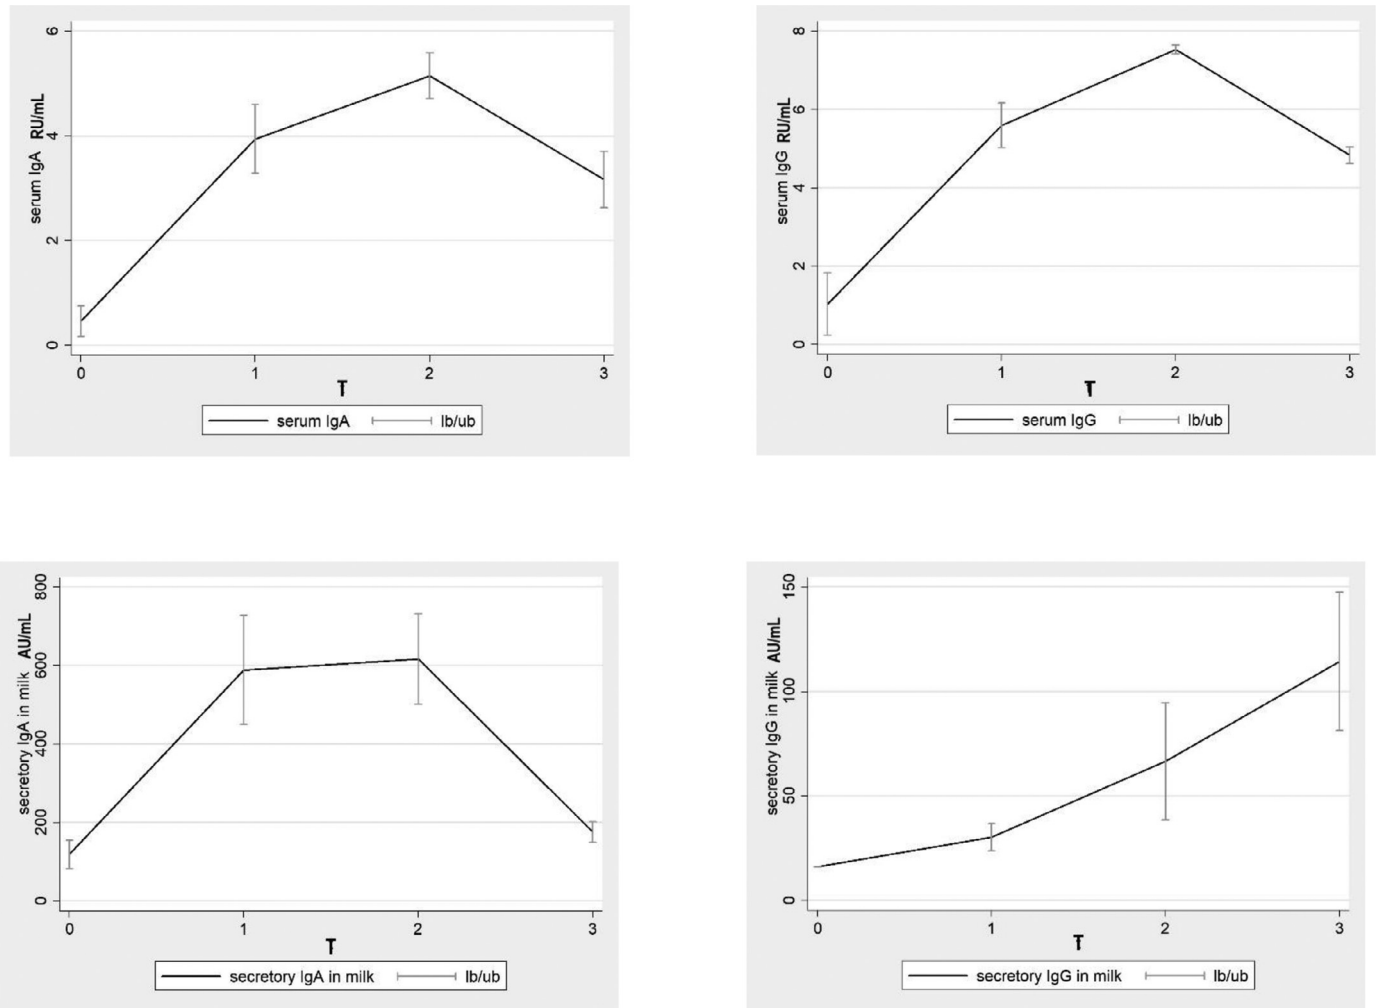 serum IgA RU/mL
6
4
2
0
0 1 2 3
T
serum IgA lb/ub
serum IgG RU/mL
8
6
4
2
0
0 1 2 3
T
serum IgG lb/ub
secretory IgA in milk AU/mL
800
600
400
200
0
0 1 2 3
T
secretory IgA in milk lb/ub
secretory IgG in milk AU/mL
150
100
50
0
0 1 2 3
T
secretory IgG in milk lb/ub